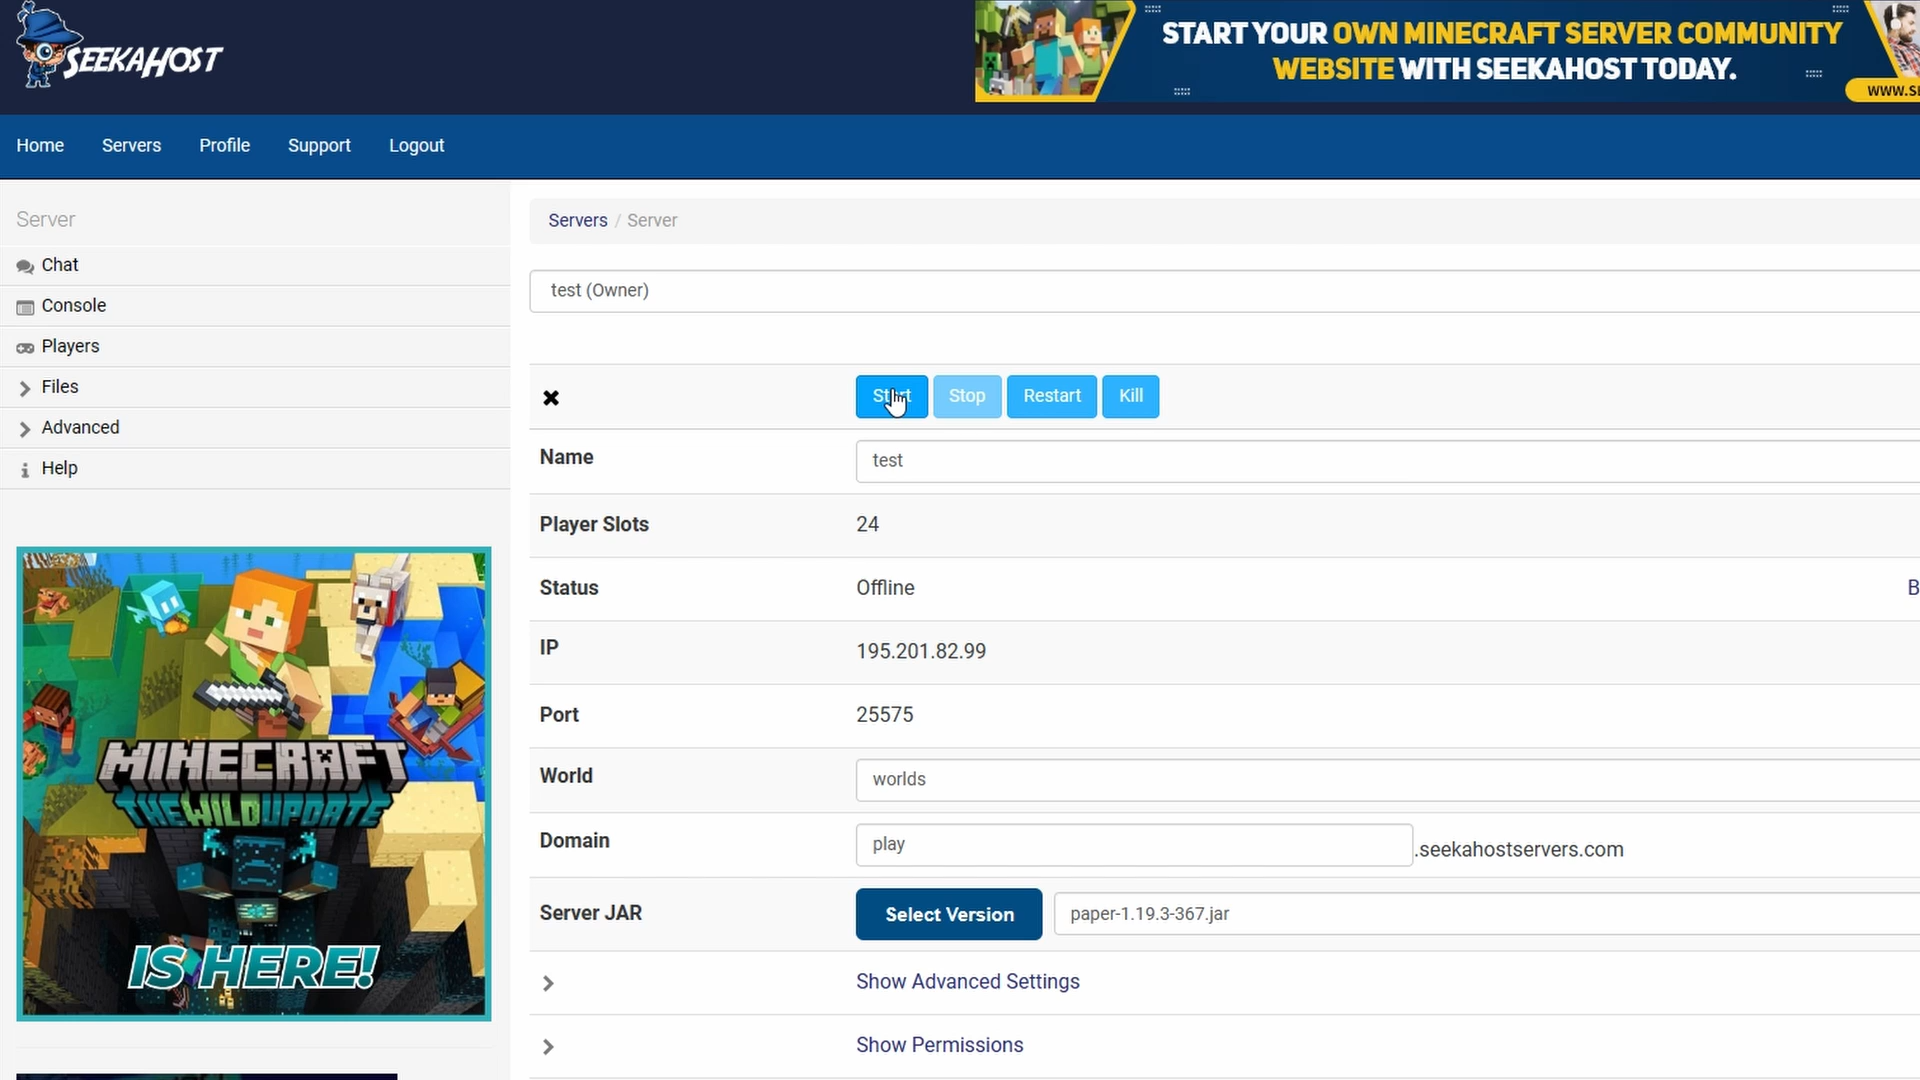 SEEKAHOST
START YOUR OWN MINECRAFT SERVER COMMUNITY
WEBSITE WITH SEEKAHOST TODAY.
Home Servers Profile Support Logout
Server
Chat
Console
Players
Files
Advanced
Help
MINECRAFT
THE WILD UPDATE
IS HERE!
Servers / Server
test (Owner)
Start Stop Restart Kill
Name test
Player Slots 24
Status Offline
IP 195.201.82.99
Port 25575
World worlds
Domain play .seekahostservers.com
Server JAR Select Version paper-1.19.3-367.jar
Show Advanced Settings
Show Permissions